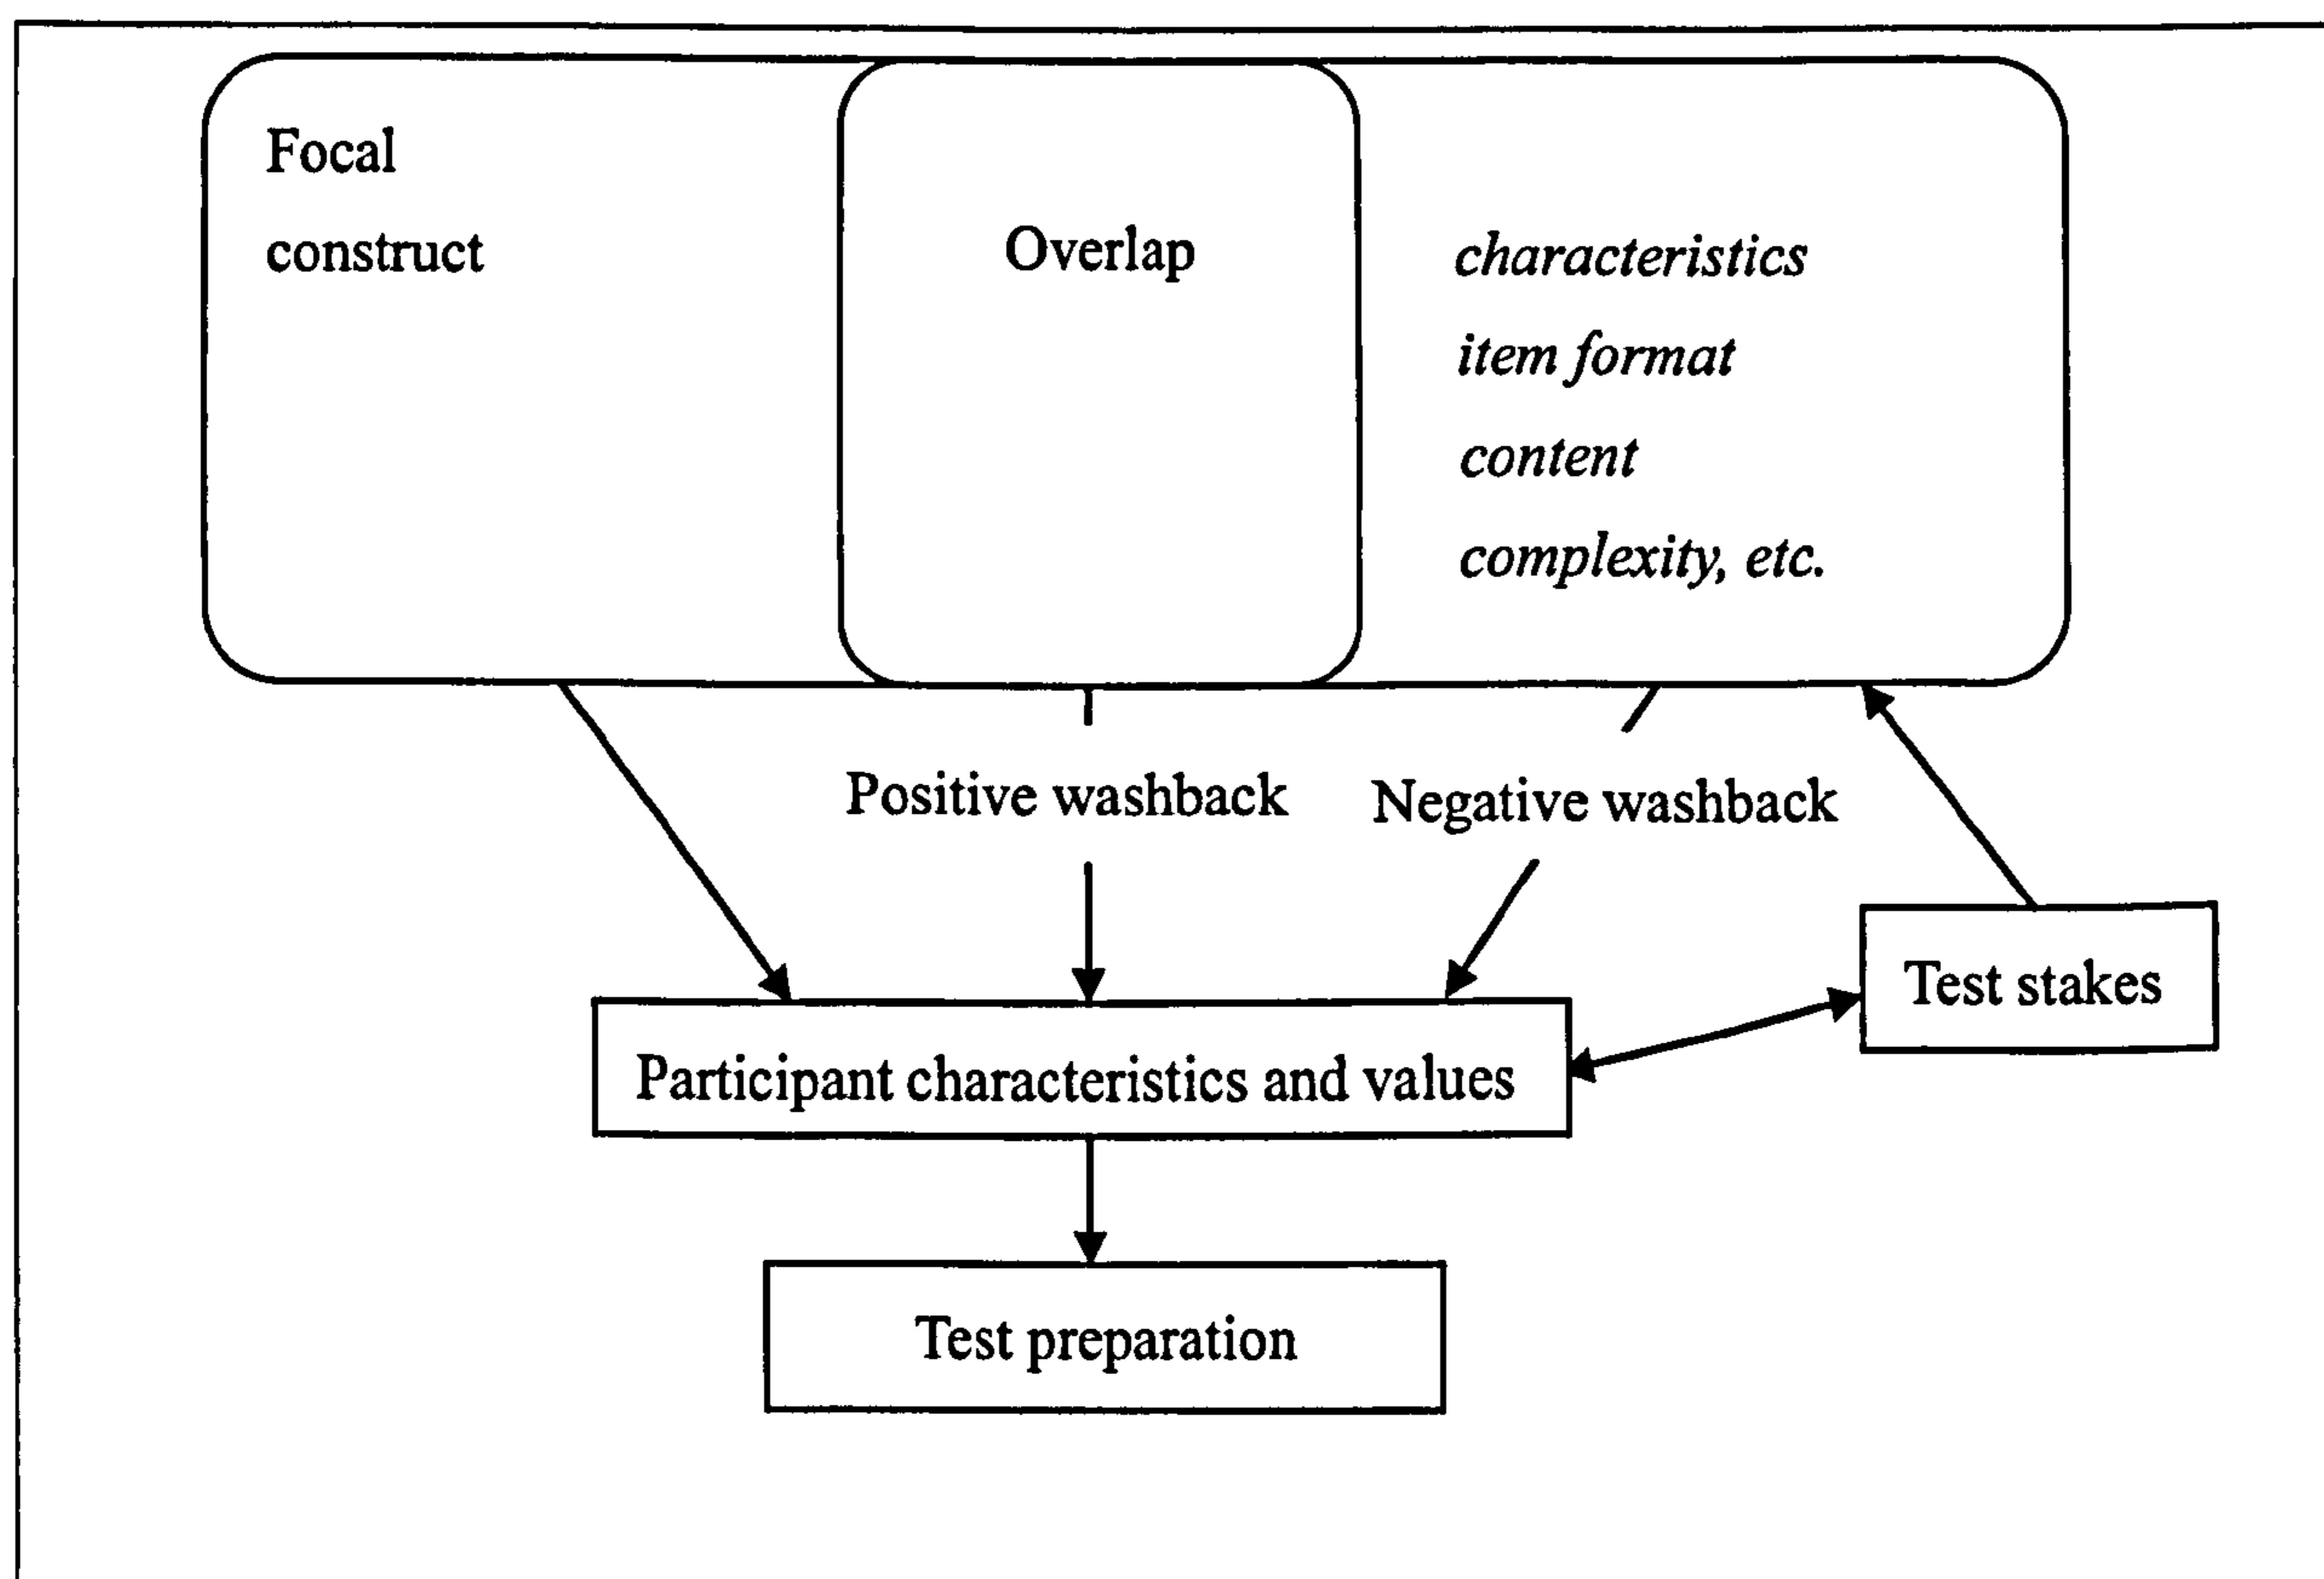 Focal
construct
Overlap
characteristics
item format
content
complexity, etc.
Positive washback
Negative washback
Test stakes
Participant characteristics and values
Test preparation